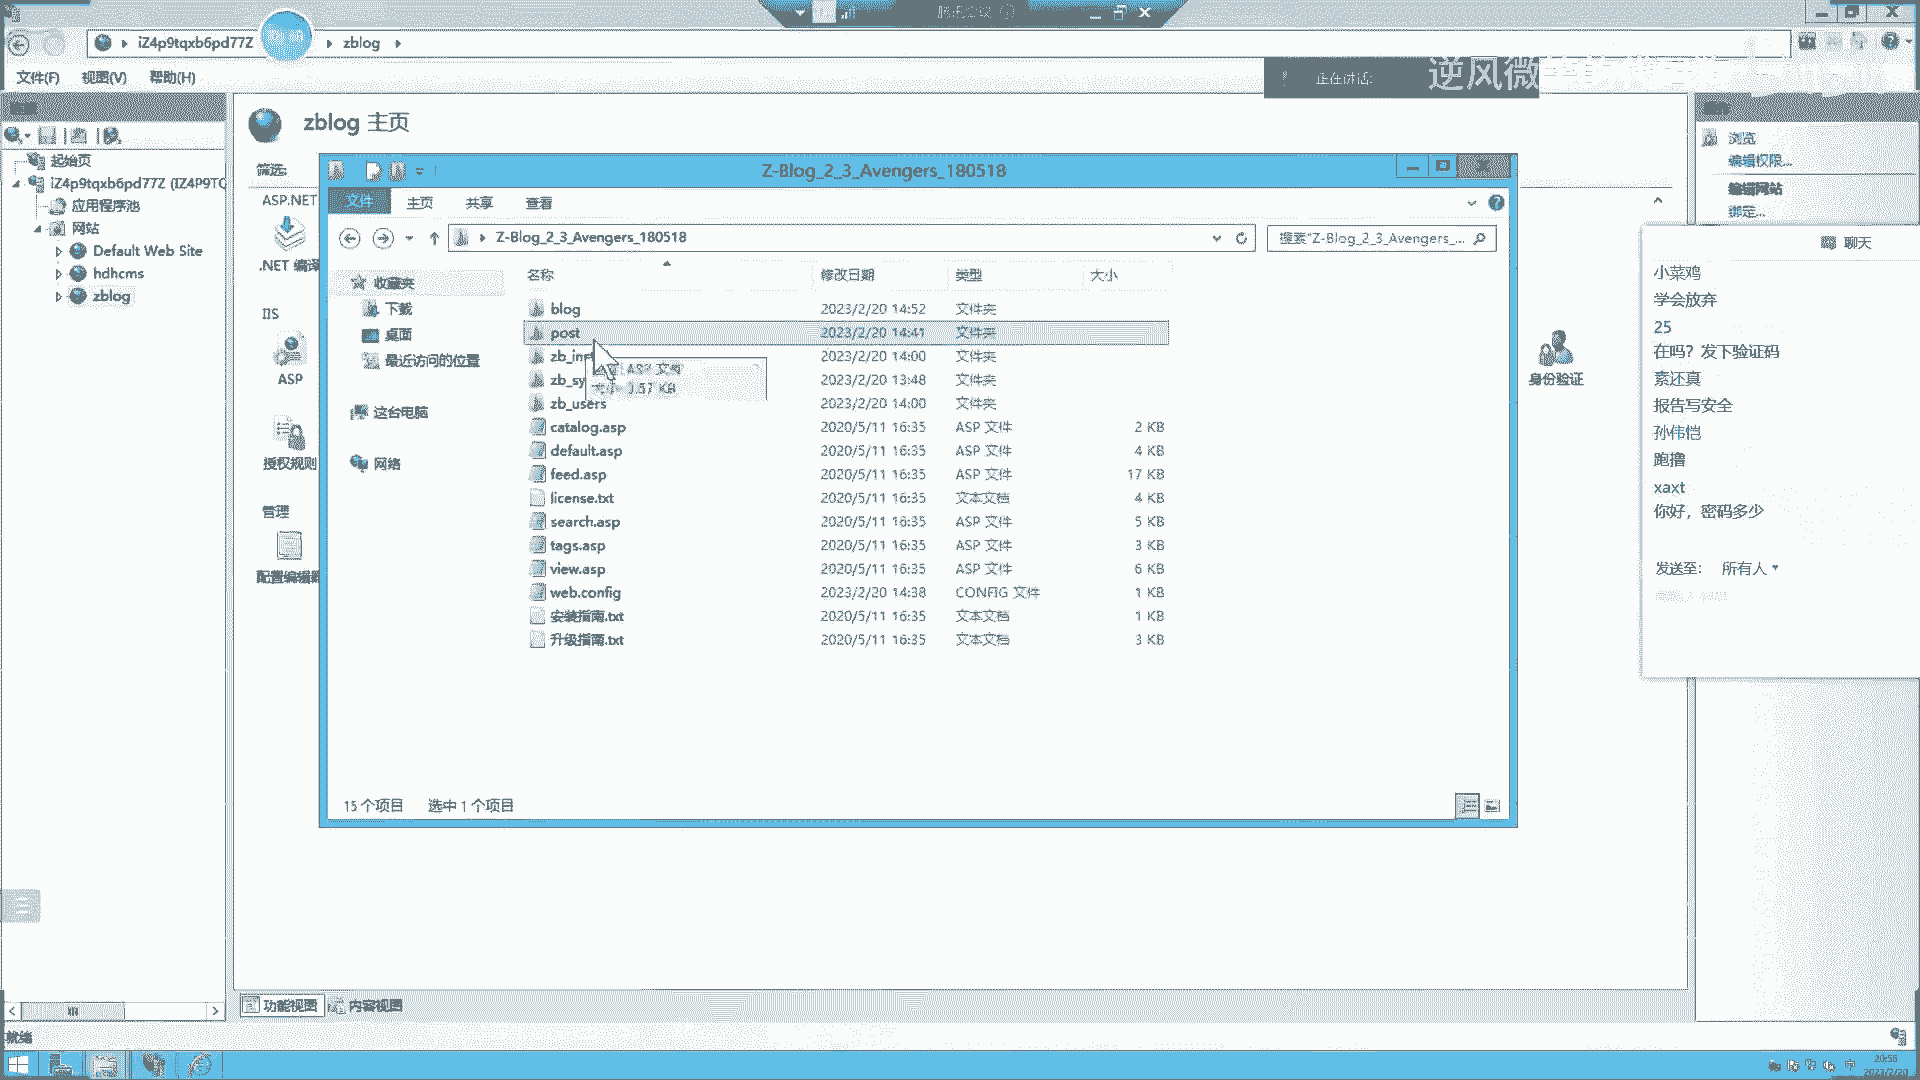 iZ4p9tqxb6pd77Z
zblog
文件(F) 视图(V) 帮助(H)
正在讲话:
逆风微
起始页
iZ4p9tqxb6pd77Z (IZ4P9TQ
应用程序池
网站
Default Web Site
hdhcms
zblog
zblog 主页
筛选:
ASP.NET
.NET 编译
IIS
ASP
授权规则
管理
配置编辑器
Z-Blog_2_3_Avengers_180518
文件 主页 共享 查看
Z-Blog_2_3_Avengers_180518
搜索"Z-Blog_2_3_Avengers_...
收藏夹
下载
桌面
最近访问的位置
这台电脑
网络
名称 修改日期 类型 大小
blog 2023/2/20 14:52 文件夹
post 2023/2/20 14:41 文件夹
zb_in 2023/2/20 14:00 文件夹
zb_sy 2023/2/20 13:48 文件夹
zb_users 2023/2/20 14:00 文件夹
catalog.asp 2020/5/11 16:35 ASP 文件 2 KB
default.asp 2020/5/11 16:35 ASP 文件 4 KB
feed.asp 2020/5/11 16:35 ASP 文件 17 KB
license.txt 2020/5/11 16:35 文本文档 4 KB
search.asp 2020/5/11 16:35 ASP 文件 5 KB
tags.asp 2020/5/11 16:35 ASP 文件 3 KB
view.asp 2020/5/11 16:35 ASP 文件 6 KB
web.config 2023/2/20 14:38 CONFIG 文件 1 KB
安装指南.txt 2020/5/11 16:35 文本文档 1 KB
升级指南.txt 2020/5/11 16:35 文本文档 3 KB
ASP 文件
15 个项目 选中 1 个项目
身份验证
浏览
编辑权限...
编辑网站
绑定...
聊天
小菜鸡
学会放弃
25
在吗？发下验证码
素还真
报告写安全
孙伟恺
跑撸
xaxt
你好，密码多少
发送至: 所有人
功能视图 内容视图
就绪
20:58
2023/2/20